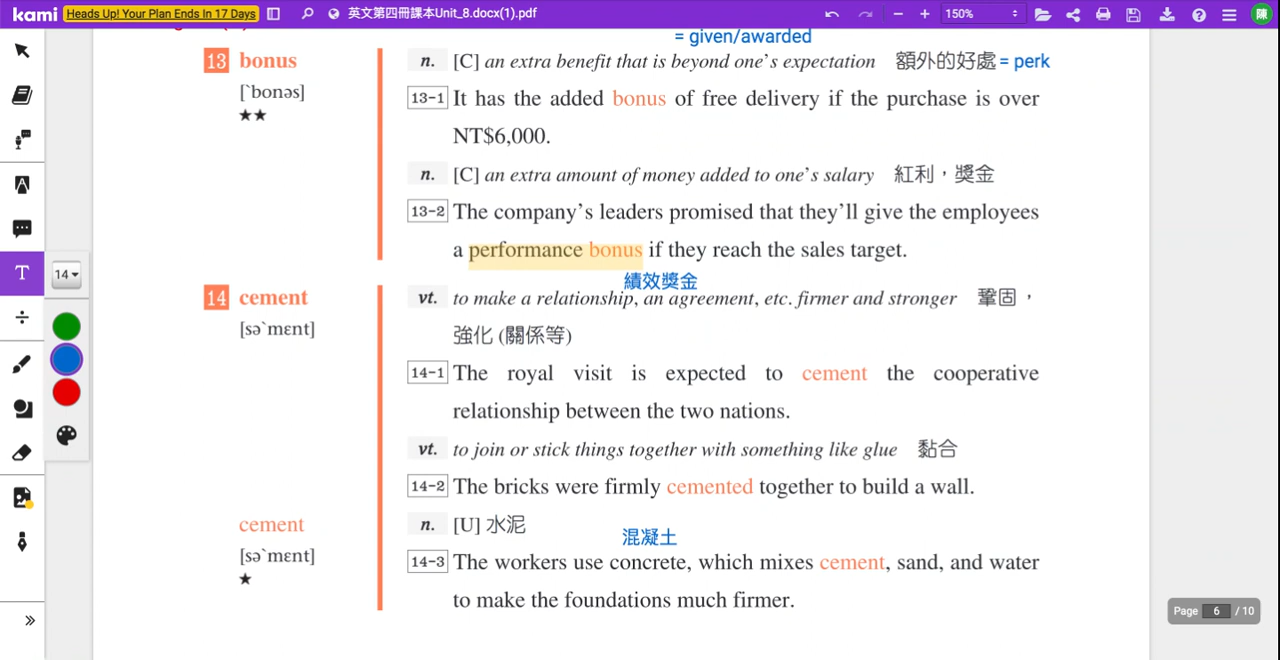 kami Heads Up! Your Plan Ends In 17 Days 英文第四冊課本Unit_8.docx(1).pdf 150% 陳
= given/awarded
13 bonus n. [C] an extra benefit that is beyond one's expectation 額外的好處 = perk
[ˋbonəs] 13-1 It has the added bonus of free delivery if the purchase is over
★★
NT$6,000.
n. [C] an extra amount of money added to one's salary 紅利，獎金
13-2 The company's leaders promised that they'll give the employees
a performance bonus if they reach the sales target.
T 14
績效獎金
14 cement vt. to make a relationship, an agreement, etc. firmer and stronger 鞏固，
[səˋmɛnt] 強化 (關係等)
14-1 The royal visit is expected to cement the cooperative
relationship between the two nations.
vt. to join or stick things together with something like glue 黏合
14-2 The bricks were firmly cemented together to build a wall.
cement n. [U] 水泥
混凝土
[səˋmɛnt] 14-3 The workers use concrete, which mixes cement, sand, and water
★
to make the foundations much firmer.
Page 6 / 10